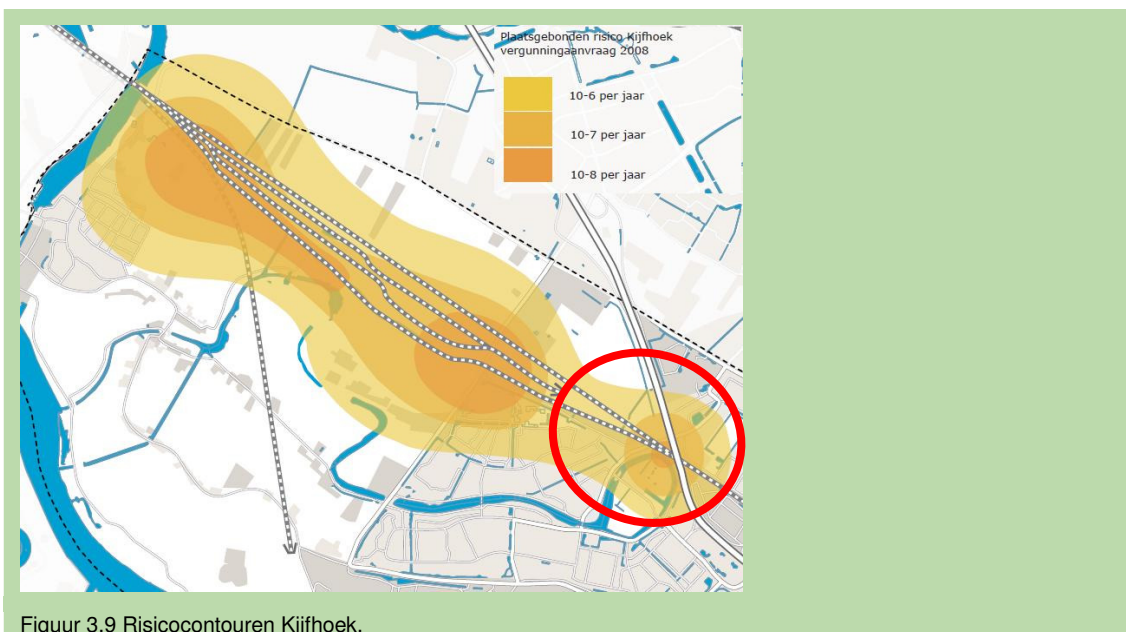 Plaatsgebonden risico Kijfhoek
vergunningaanvraag 2008
10-6 per jaar
10-7 per jaar
10-8 per jaar
Figuur 3.9 Risicocontouren Kijfhoek.